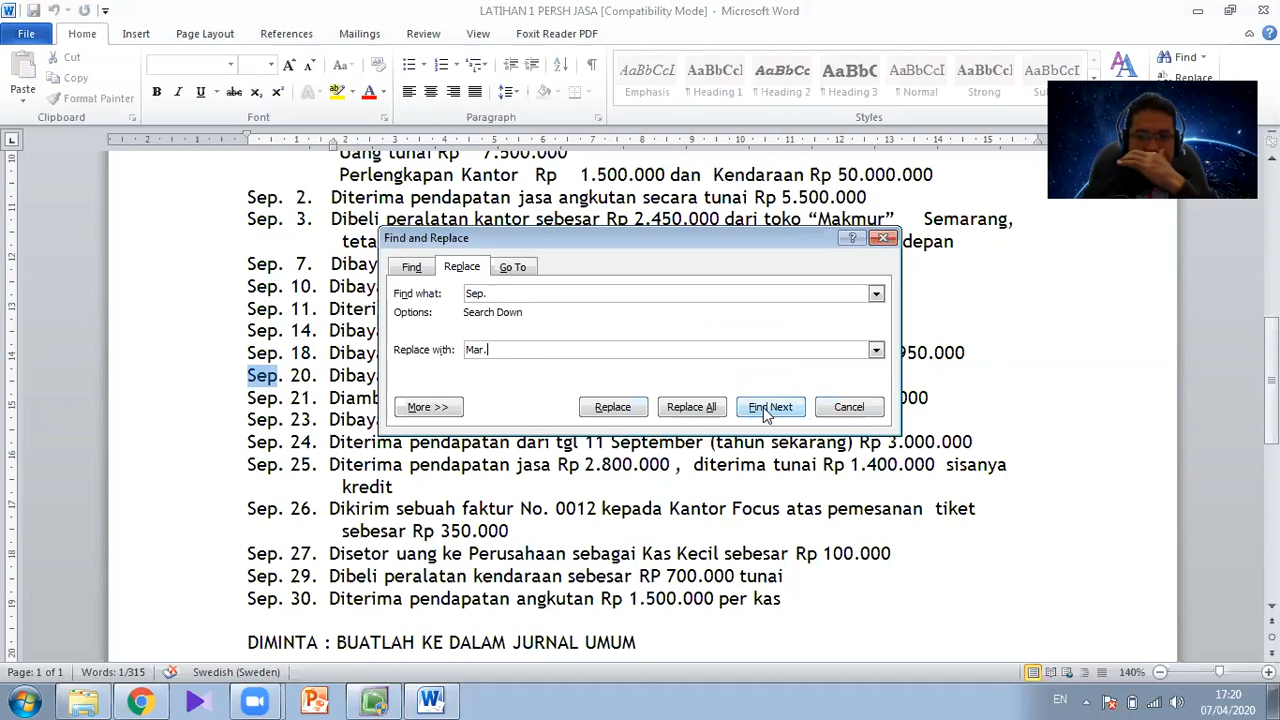 LATIHAN 1 PERSH JASA [Compatibility Mode] - Microsoft Word
File Home Insert Page Layout References Mailings Review View Foxit Reader PDF
Paste
Cut
Copy
Format Painter
Clipboard
Font
Paragraph
AaBbCcI AaBbCcI AaBbCc AaBbC AaBbCcI AaBbCcI
Emphasis ¶ Heading 1 ¶ Heading 2 ¶ Heading 3 ¶ Normal Strong
Styles
Find
Replace
Uang tunai Rp 7.500.000
Perlengkapan Kantor Rp 1.500.000 dan Kendaraan Rp 50.000.000
Sep. 2. Diterima pendapatan jasa angkutan secara tunai Rp 5.500.000
Sep. 3. Dibeli peralatan kantor sebesar Rp 2.450.000 dari toko “Makmur” Semarang,
depan
Sep. 7. Dibay
Sep. 10. Dibay
Sep. 11. Diteri
Sep. 14. Dibay
Sep. 18. Dibay 950.000
Sep. 20. Dibay
Sep. 21. Diamb 000
Sep. 23. Dibay
Sep. 24. Diterima pendapatan dari tgl 11 September (tahun sekarang) Rp 3.000.000
Sep. 25. Diterima pendapatan jasa Rp 2.800.000 , diterima tunai Rp 1.400.000 sisanya
kredit
Sep. 26. Dikirim sebuah faktur No. 0012 kepada Kantor Focus atas pemesanan tiket
sebesar Rp 350.000
Sep. 27. Disetor uang ke Perusahaan sebagai Kas Kecil sebesar Rp 100.000
Sep. 29. Dibeli peralatan kendaraan sebesar RP 700.000 tunai
Sep. 30. Diterima pendapatan angkutan Rp 1.500.000 per kas
DIMINTA : BUATLAH KE DALAM JURNAL UMUM
Find and Replace
Find Replace Go To
Find what: Sep.
Options: Search Down
Replace with: Mar.
More >> Replace Replace All Find Next Cancel
Page: 1 of 1 Words: 1/315 Swedish (Sweden) 140%
EN 17:20
07/04/2020